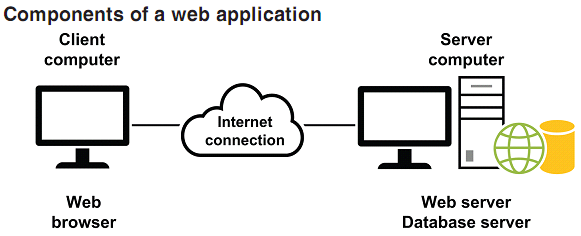 Components of a web application
Client
computer
Server
computer
Internet
connection
Web
browser
Web server
Database server